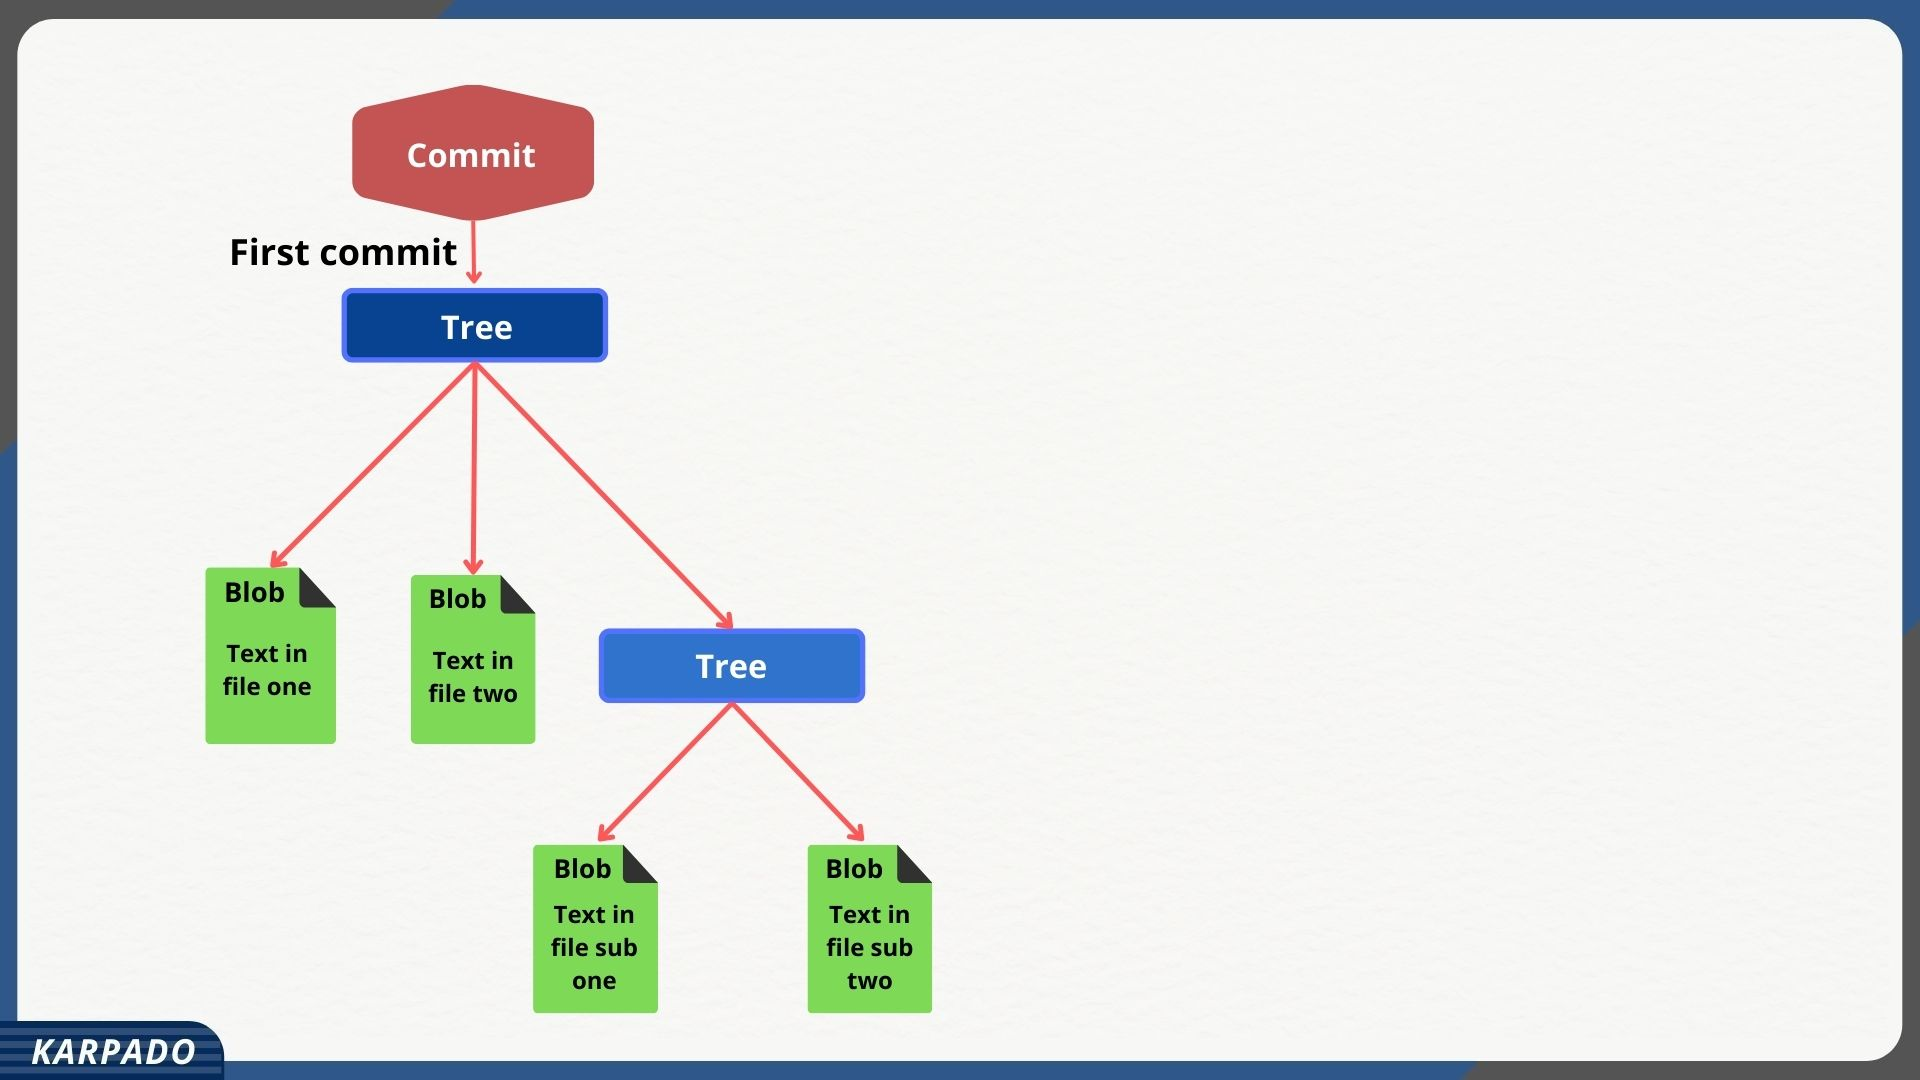 Commit
First commit
Tree
Blob
Text in
file one
Blob
Text in
file two
Tree
Blob
Text in
file sub
one
Blob
Text in
file sub
two
KARPADO